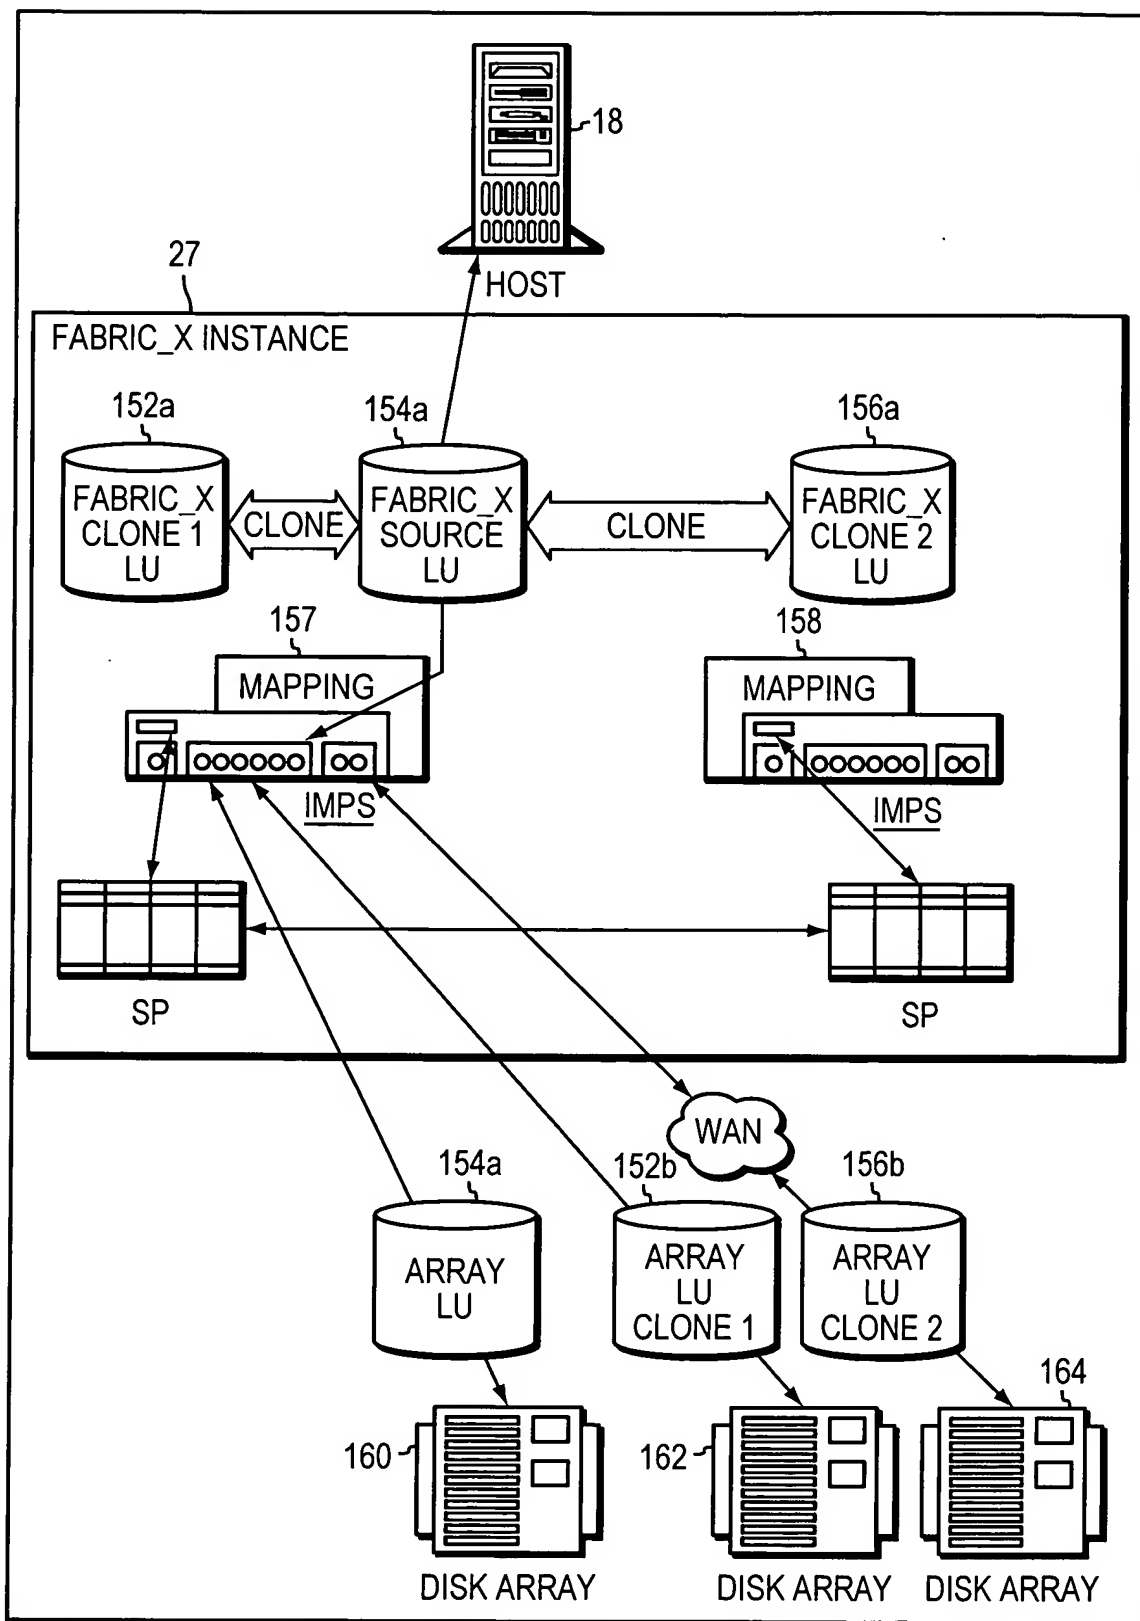 18
HOST
27
FABRIC_X INSTANCE
152a
154a
156a
FABRIC_X
CLONE 1
LU
CLONE
FABRIC_X
SOURCE
LU
CLONE
FABRIC_X
CLONE 2
LU
157
158
MAPPING
MAPPING
IMPS
IMPS
SP
SP
WAN
154a
152b
156b
ARRAY
LU
ARRAY
LU
CLONE 1
ARRAY
LU
CLONE 2
160
162
164
DISK ARRAY
DISK ARRAY
DISK ARRAY